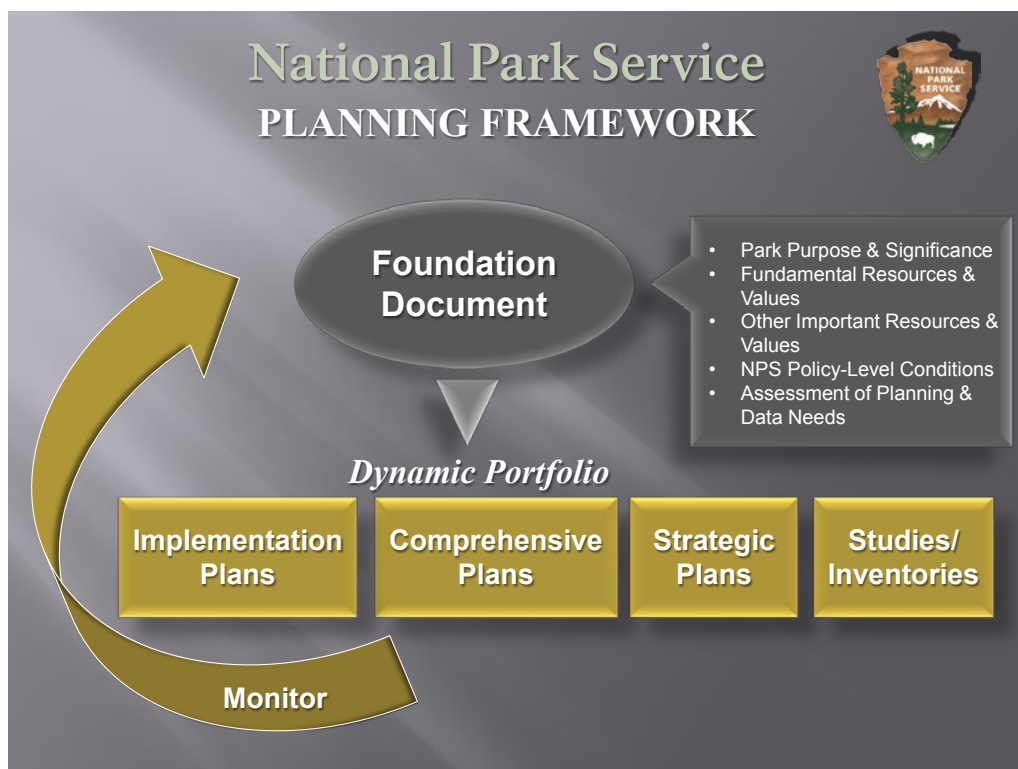 National Park Service
PLANNING FRAMEWORK
NATIONAL
PARK
SERVICE
Foundation
Document
• Park Purpose & Significance
• Fundamental Resources &
Values
• Other Important Resources &
Values
• NPS Policy-Level Conditions
• Assessment of Planning &
Data Needs
Dynamic Portfolio
Implementation
Plans
Comprehensive
Plans
Strategic
Plans
Studies/
Inventories
Monitor